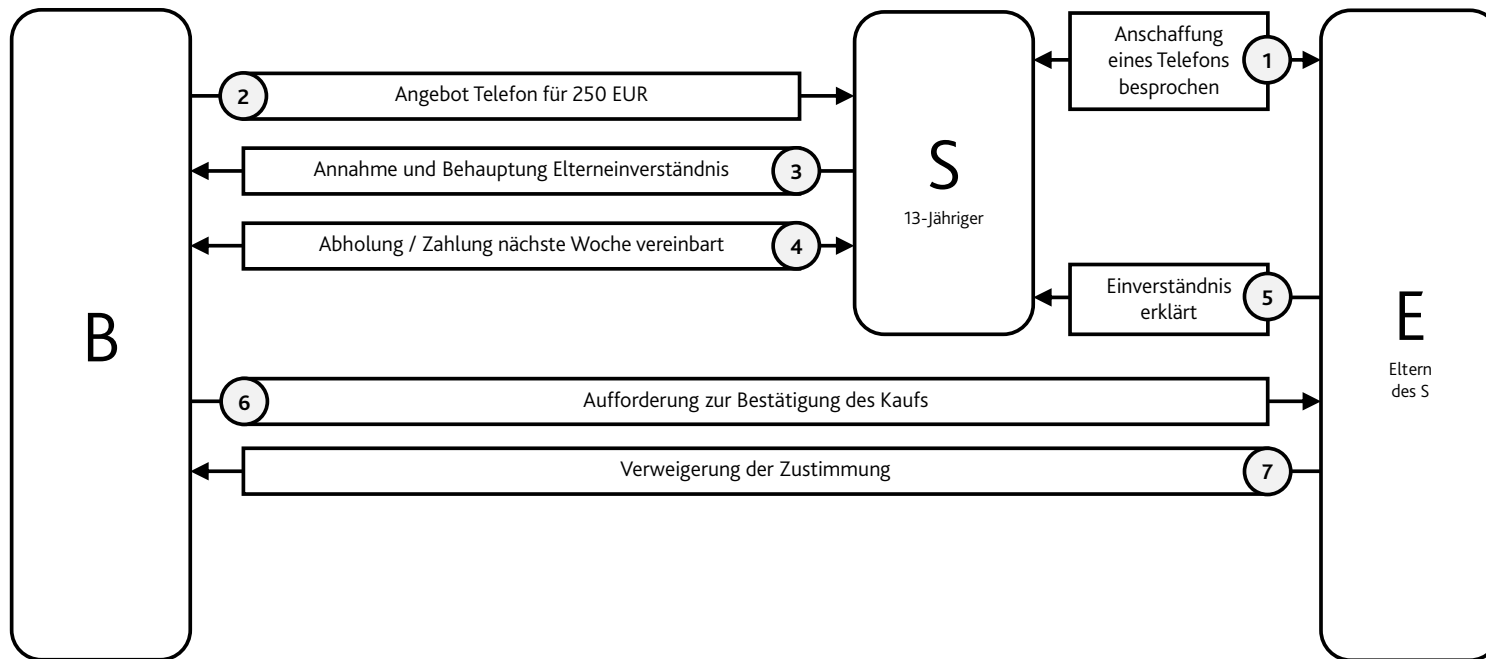 Anschaffung
eines Telefons
besprochen
1
2
Angebot Telefon für 250 EUR
Annahme und Behauptung Elterneinverständnis
3
S
13-Jähriger
Abholung / Zahlung nächste Woche vereinbart
4
Einverständnis
erklärt
5
B
E
Eltern
des S
6
Aufforderung zur Bestätigung des Kaufs
Verweigerung der Zustimmung
7